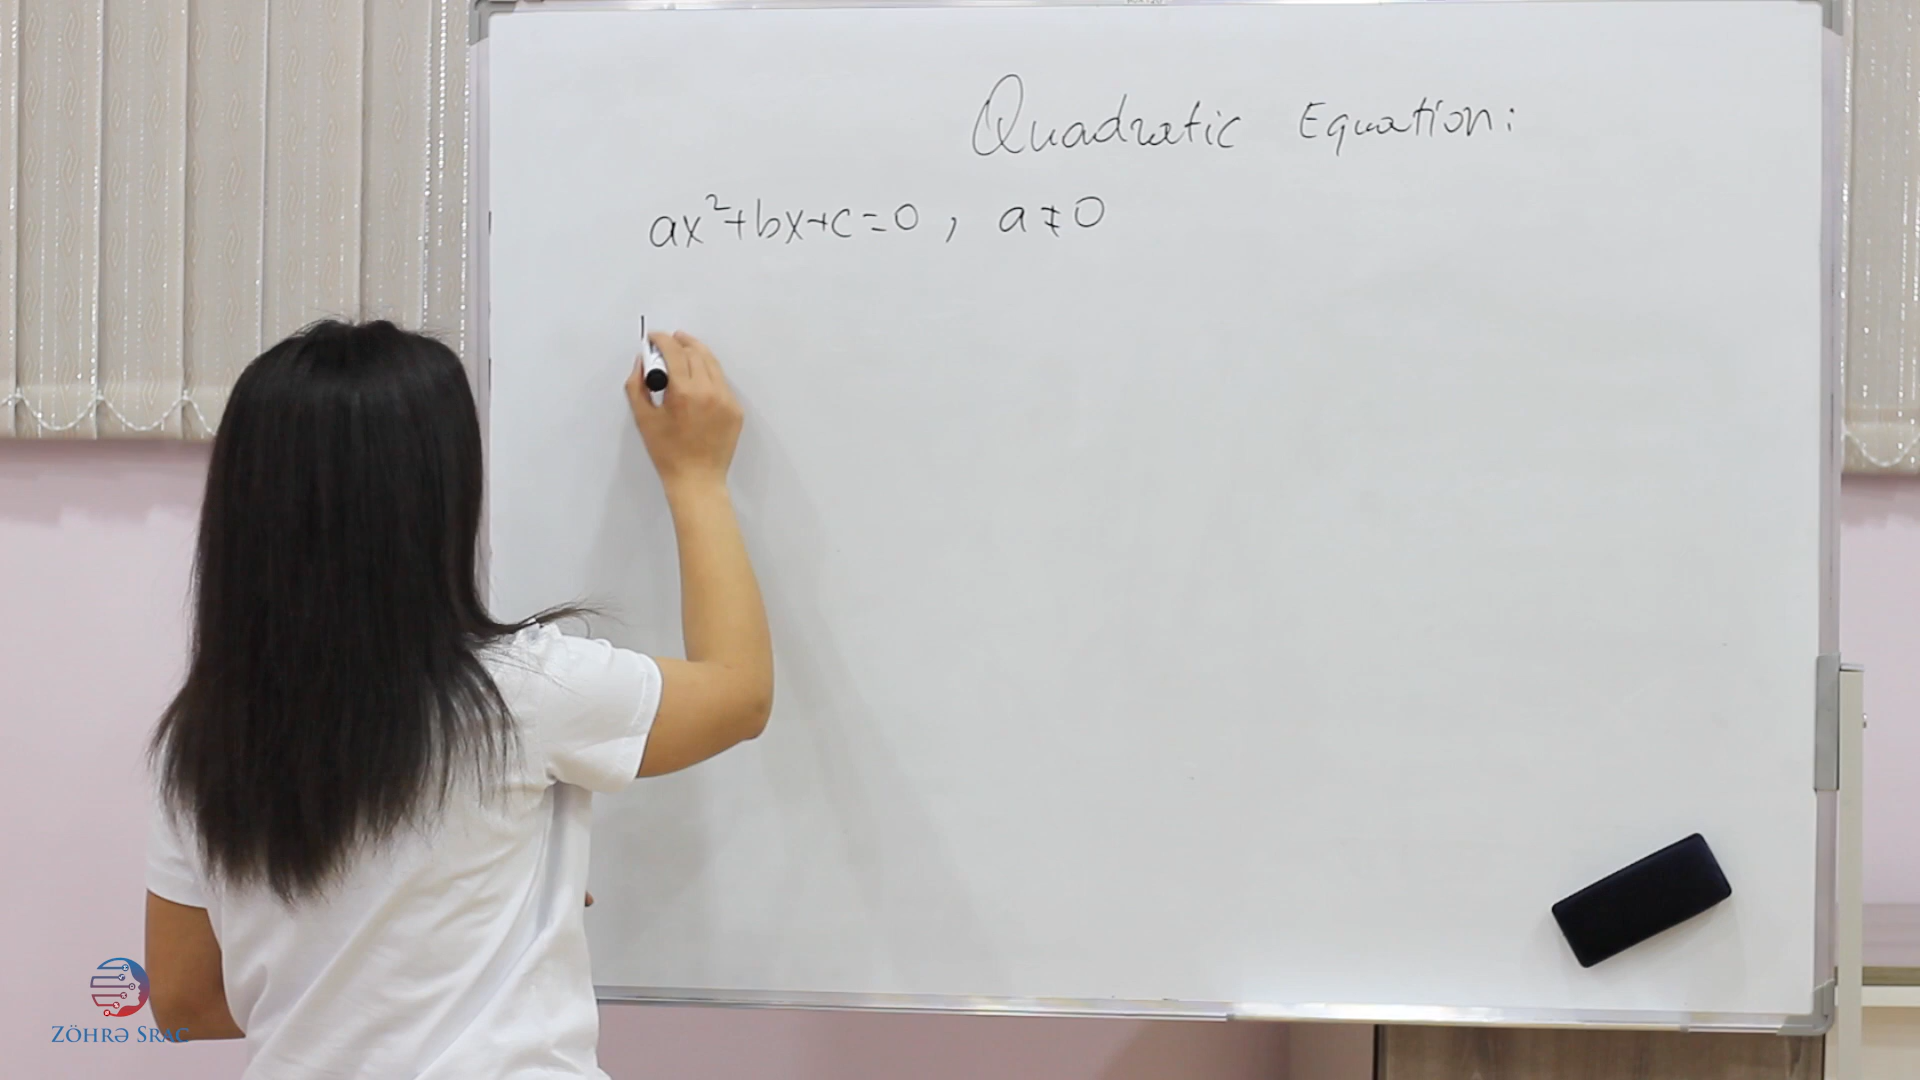 Quadratic Equation:
ax²+bx+c=0, a≠0
ZÖHRƏ SRAC